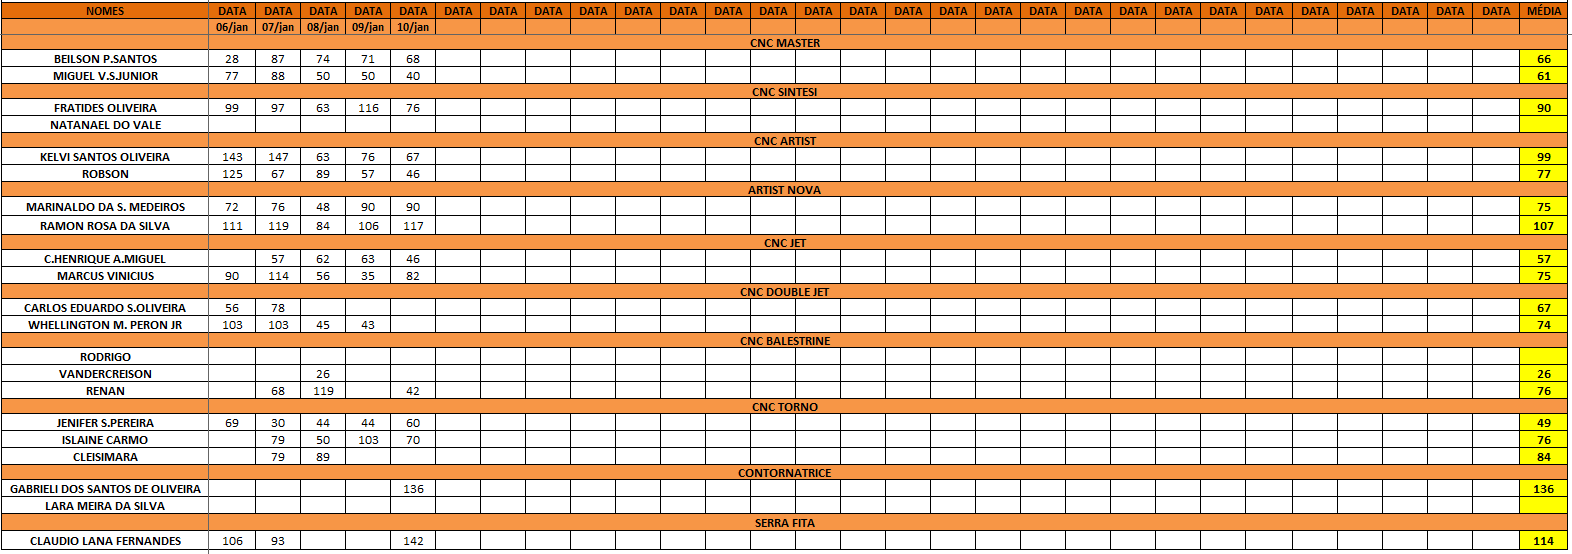 NOMES DATA DATA DATA DATA DATA DATA DATA DATA DATA DATA DATA DATA DATA DATA DATA DATA DATA DATA DATA DATA DATA DATA DATA DATA DATA DATA DATA DATA DATA MÉDIA
06/jan 07/jan 08/jan 09/jan 10/jan
CNC MASTER
BEILSON P.SANTOS 28 87 74 71 68 66
MIGUEL V.S.JUNIOR 77 88 50 50 40 61
CNC SINTESI
FRATIDES OLIVEIRA 99 97 63 116 76 90
NATANAEL DO VALE
CNC ARTIST
KELVI SANTOS OLIVEIRA 143 147 63 76 67 99
ROBSON 125 67 89 57 46 77
ARTIST NOVA
MARINALDO DA S. MEDEIROS 72 76 48 90 90 75
RAMON ROSA DA SILVA 111 119 84 106 117 107
CNC JET
C.HENRIQUE A.MIGUEL 57 62 63 46 57
MARCUS VINICIUS 90 114 56 35 82 75
CNC DOUBLE JET
CARLOS EDUARDO S.OLIVEIRA 56 78 67
WHELLINGTON M. PERON JR 103 103 45 43 74
CNC BALESTRINE
RODRIGO
VANDERCREISON 26 26
RENAN 68 119 42 76
CNC TORNO
JENIFER S.PEREIRA 69 30 44 44 60 49
ISLAINE CARMO 79 50 103 70 76
CLEISIMARA 79 89 84
CONTORNATRICE
GABRIELI DOS SANTOS DE OLIVEIRA 136 136
LARA MEIRA DA SILVA
SERRA FITA
CLAUDIO LANA FERNANDES 106 93 142 114